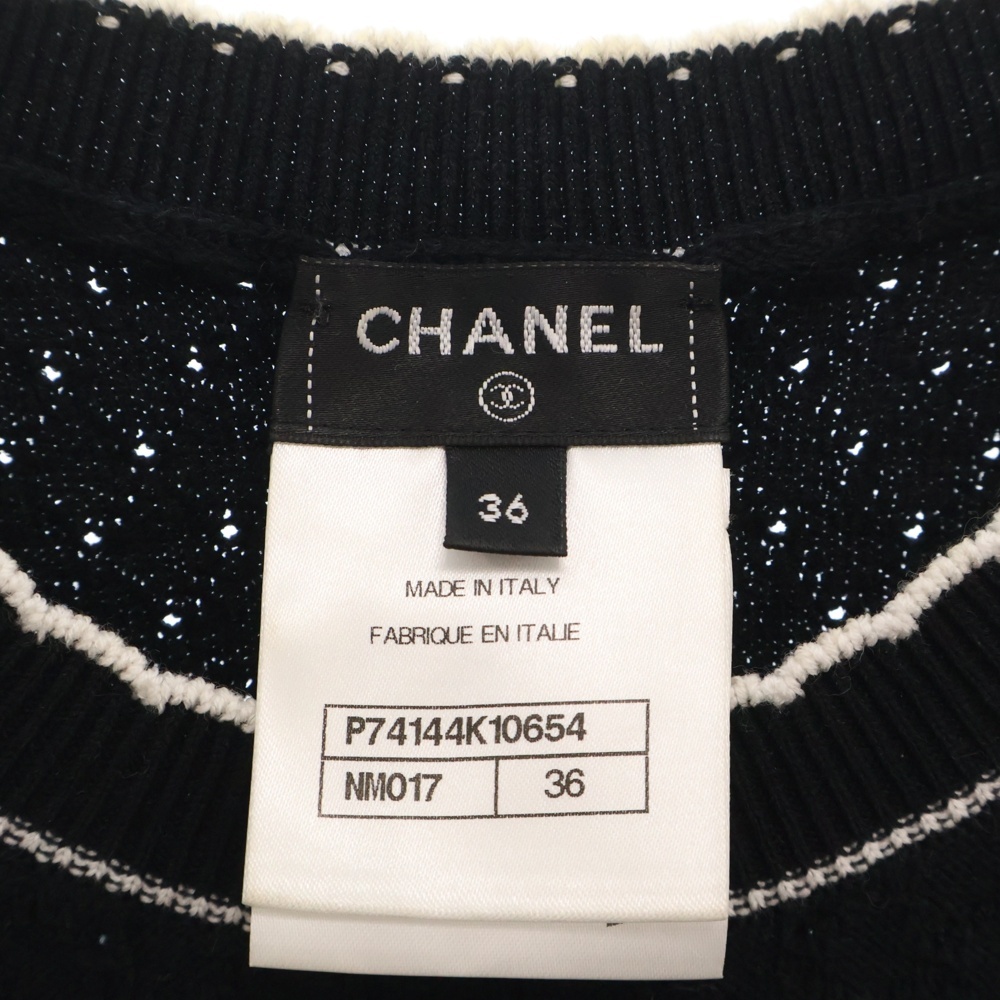 CHANEL
36
MADE IN ITALY
FABRIQUE EN ITALIE
P74144K10654
NM017 36